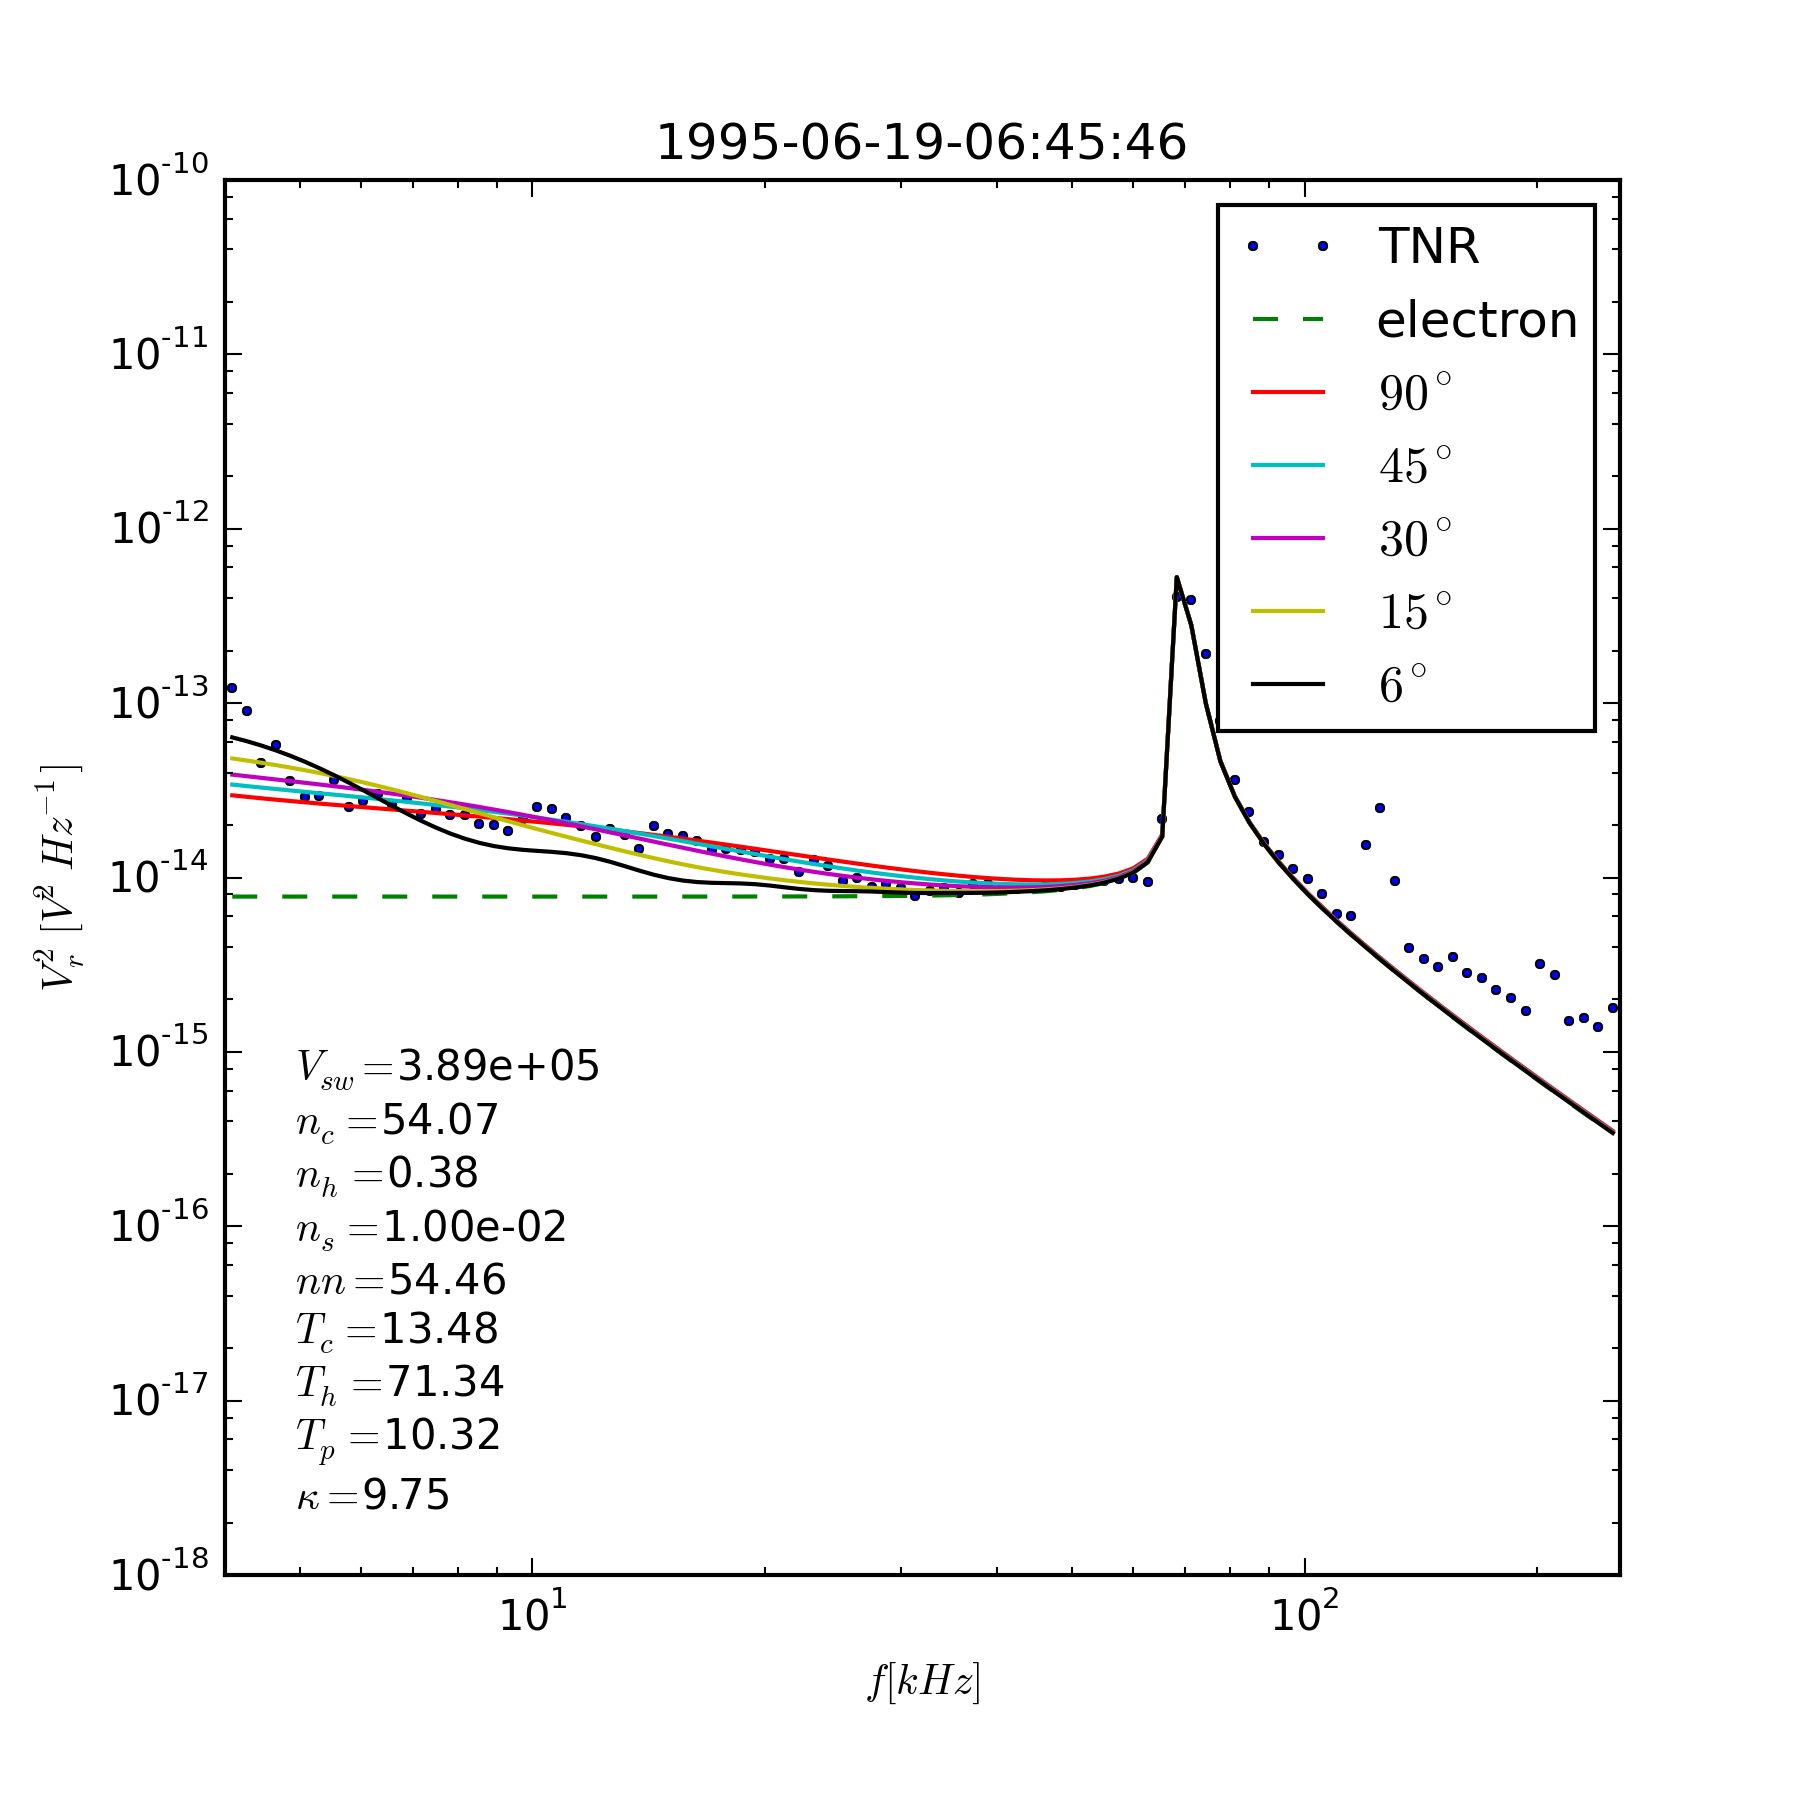 1995-06-19-06:45:46
10^-10
10^-11
10^-12
10^-13
10^-14
10^-15
10^-16
10^-17
10^-18
V_r^2 [V^2 Hz^{-1}]
TNR
electron
90°
45°
30°
15°
6°
V_sw =3.89e+05
n_c =54.07
n_h =0.38
n_s =1.00e-02
nn =54.46
T_c =13.48
T_h =71.34
T_p =10.32
κ =9.75
10^1
10^2
f[kHz]